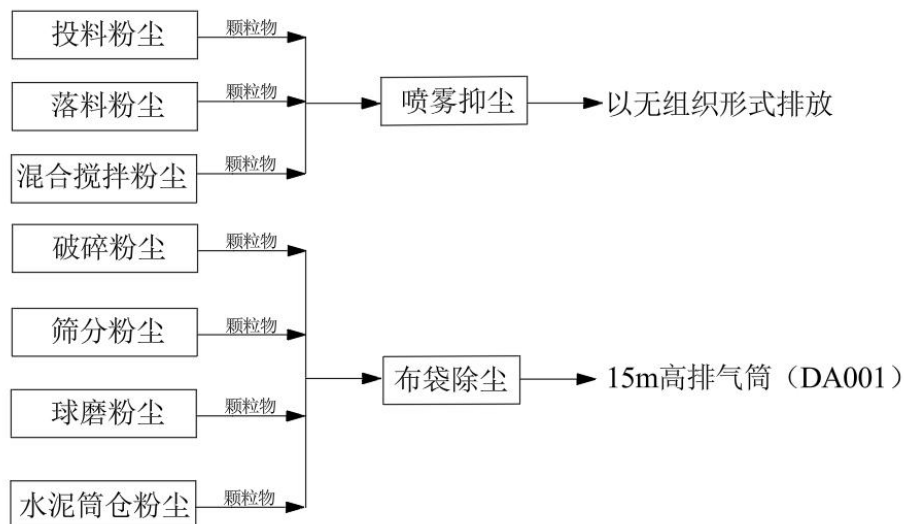 投料粉尘
颗粒物
落料粉尘
颗粒物
喷雾抑尘
以无组织形式排放
混合搅拌粉尘
颗粒物
破碎粉尘
颗粒物
筛分粉尘
颗粒物
布袋除尘
15m高排气筒（DA001）
球磨粉尘
颗粒物
水泥筒仓粉尘
颗粒物